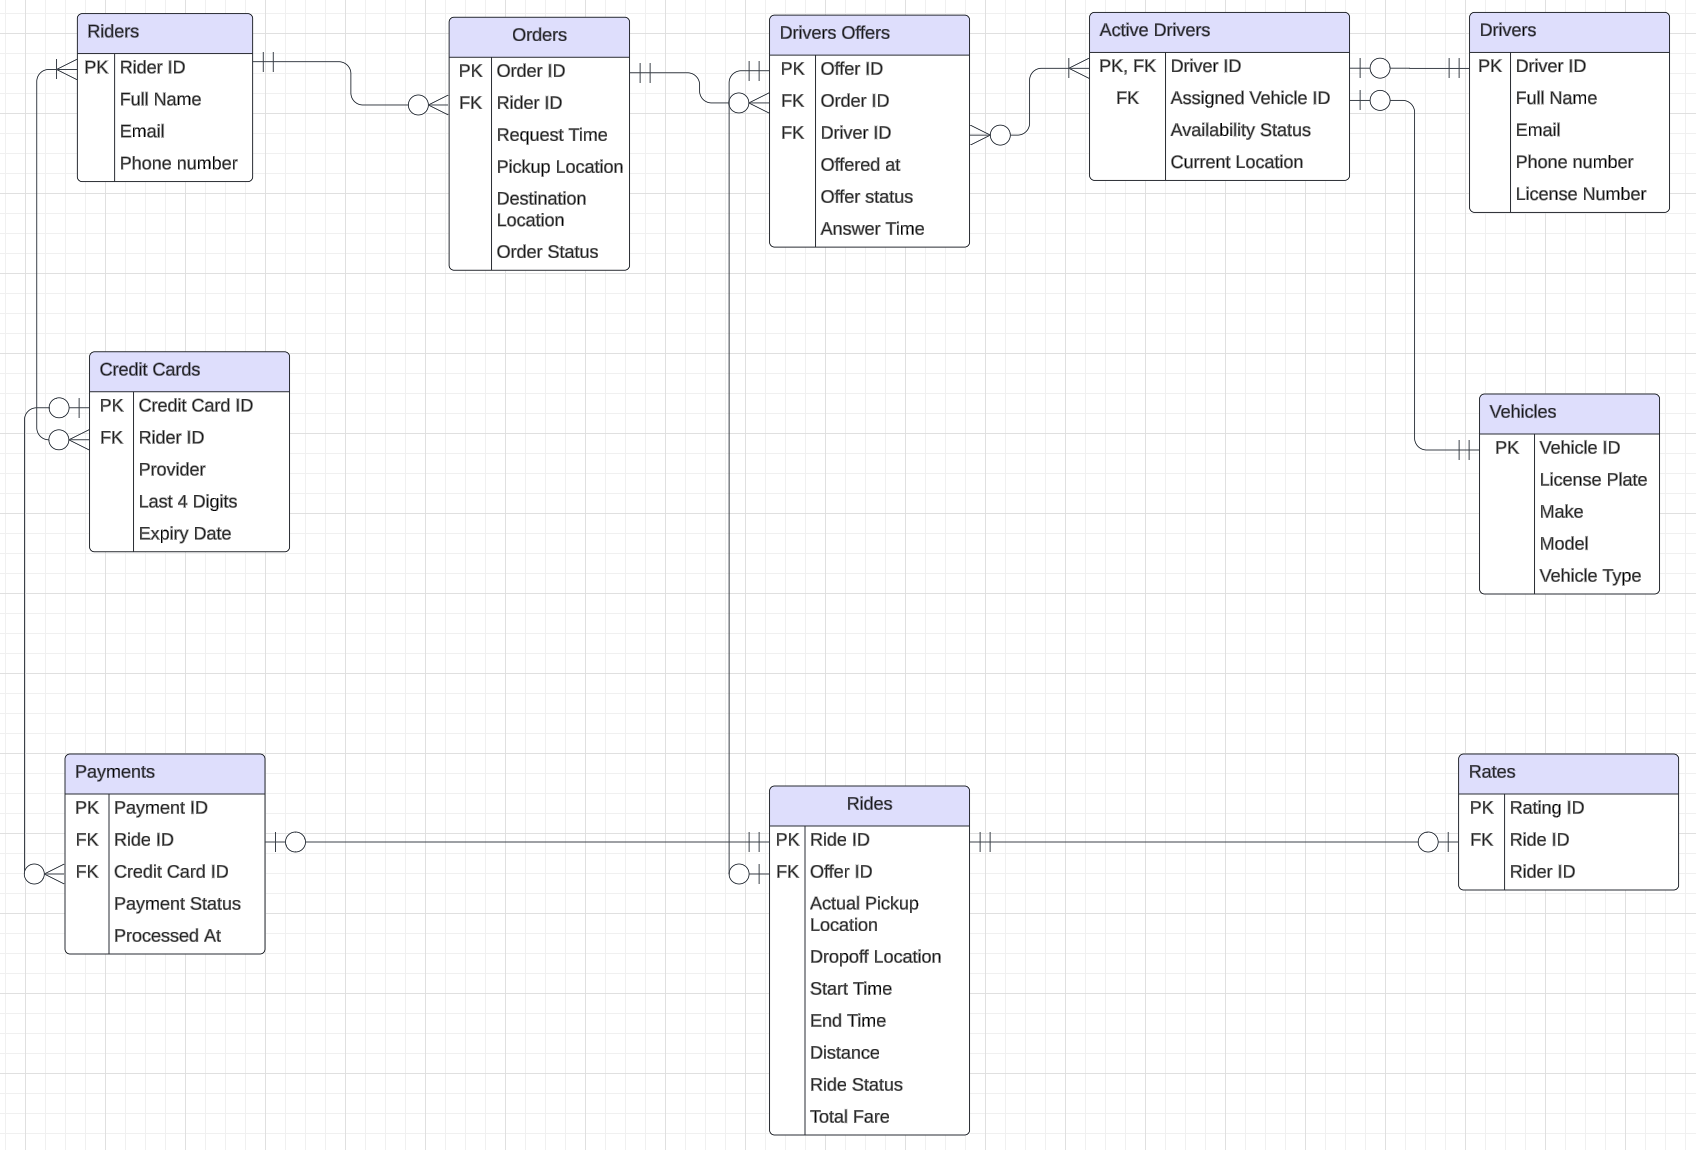 Riders
PK Rider ID
Full Name
Email
Phone number
Orders
PK Order ID
FK Rider ID
Request Time
Pickup Location
Destination
Location
Order Status
Drivers Offers
PK Offer ID
FK Order ID
FK Driver ID
Offered at
Offer status
Answer Time
Active Drivers
PK, FK Driver ID
FK Assigned Vehicle ID
Availability Status
Current Location
Drivers
PK Driver ID
Full Name
Email
Phone number
License Number
Credit Cards
PK Credit Card ID
FK Rider ID
Provider
Last 4 Digits
Expiry Date
Vehicles
PK Vehicle ID
License Plate
Make
Model
Vehicle Type
Payments
PK Payment ID
FK Ride ID
FK Credit Card ID
Payment Status
Processed At
Rides
PK Ride ID
FK Offer ID
Actual Pickup
Location
Dropoff Location
Start Time
End Time
Distance
Ride Status
Total Fare
Rates
PK Rating ID
FK Ride ID
Rider ID